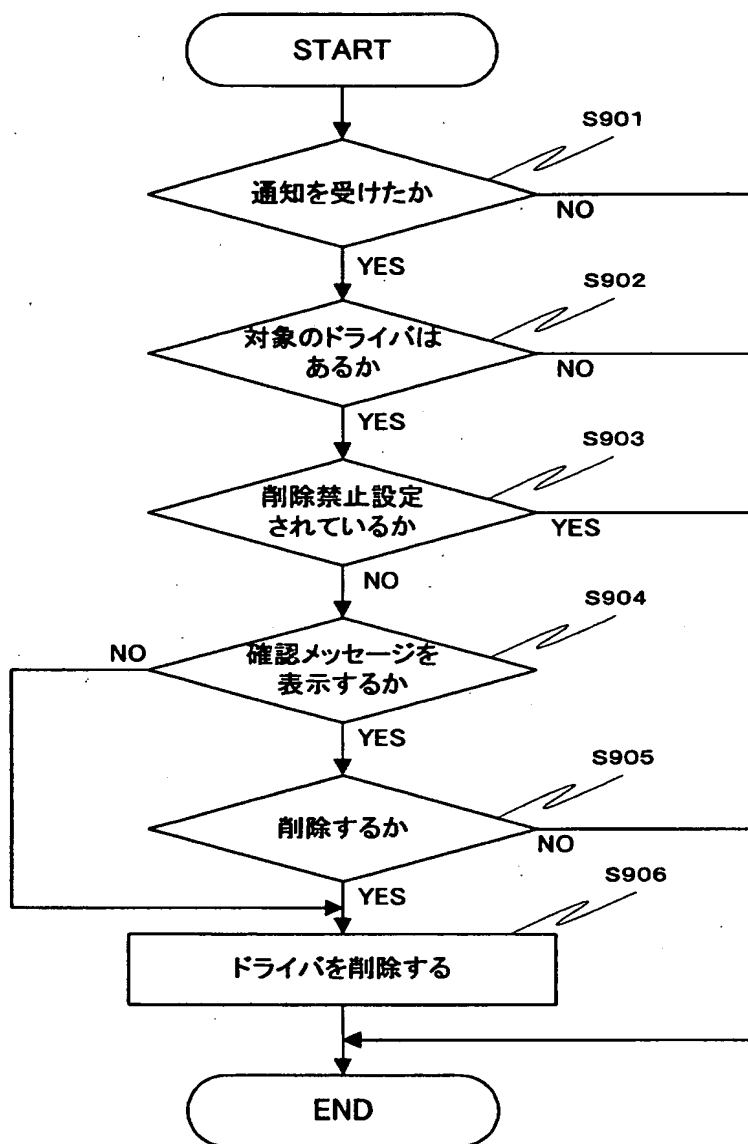 START
S901
通知を受けたか
NO
YES
S902
対象のドライバは
あるか
NO
YES
S903
削除禁止設定
されているか
YES
NO
S904
NO
確認メッセージを
表示するか
YES
S905
削除するか
NO
YES
S906
ドライバを削除する
END